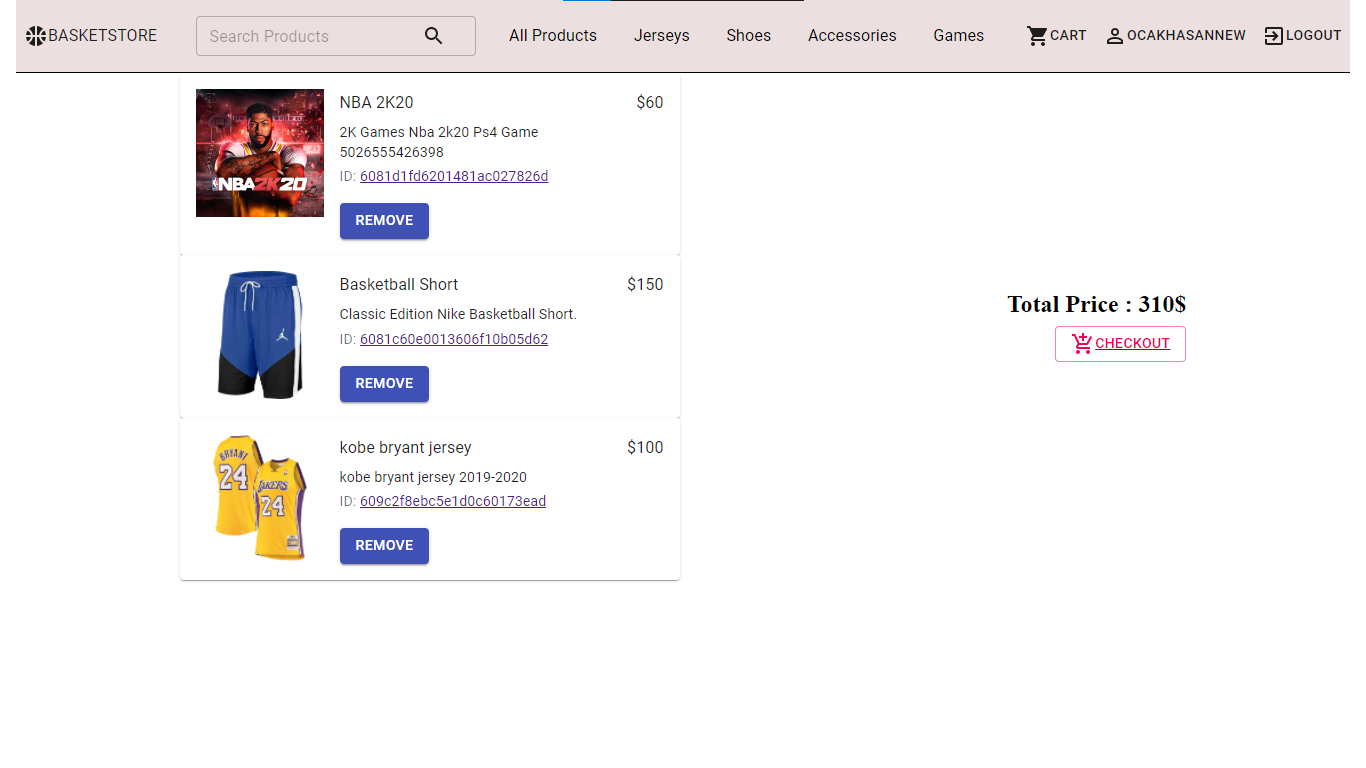 BASKETSTORE
Search Products
All Products
Jerseys
Shoes
Accessories
Games
CART
OCAKHASANNEW
LOGOUT
NBA2K20
NBA 2K20
$60
2K Games Nba 2k20 Ps4 Game
5026555426398
ID: 6081d1fd6201481ac027826d
REMOVE
Basketball Short
$150
Classic Edition Nike Basketball Short.
ID: 6081c60e0013606f10b05d62
REMOVE
Total Price : 310$
CHECKOUT
BRYANT
24
LAKERS
24
kobe bryant jersey
$100
kobe bryant jersey 2019-2020
ID: 609c2f8ebc5e1d0c60173ead
REMOVE